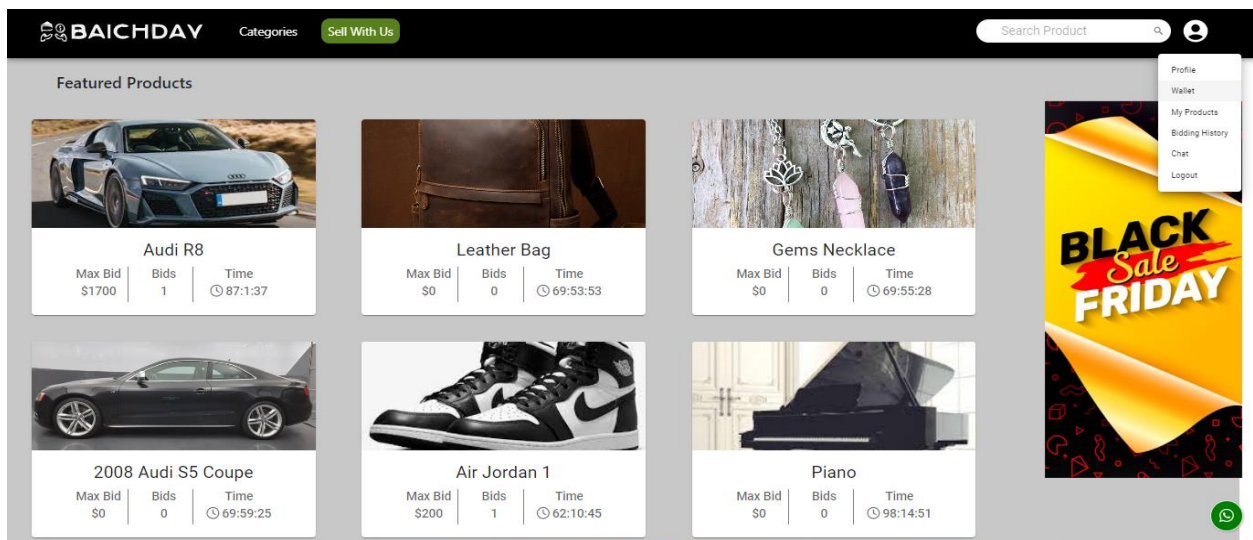 BAICHDAY
Categories
Sell With Us
Search Product
Profile
Wallet
My Products
Bidding History
Chat
Logout
Featured Products
Audi R8
Max Bid Bids Time
$1700 1 87:1:37
Leather Bag
Max Bid Bids Time
$0 0 69:53:53
Gems Necklace
Max Bid Bids Time
$0 0 69:55:28
2008 Audi S5 Coupe
Max Bid Bids Time
$0 0 69:59:25
Air Jordan 1
Max Bid Bids Time
$200 1 62:10:45
Piano
Max Bid Bids Time
$0 0 98:14:51
BLACK
Sale
FRIDAY